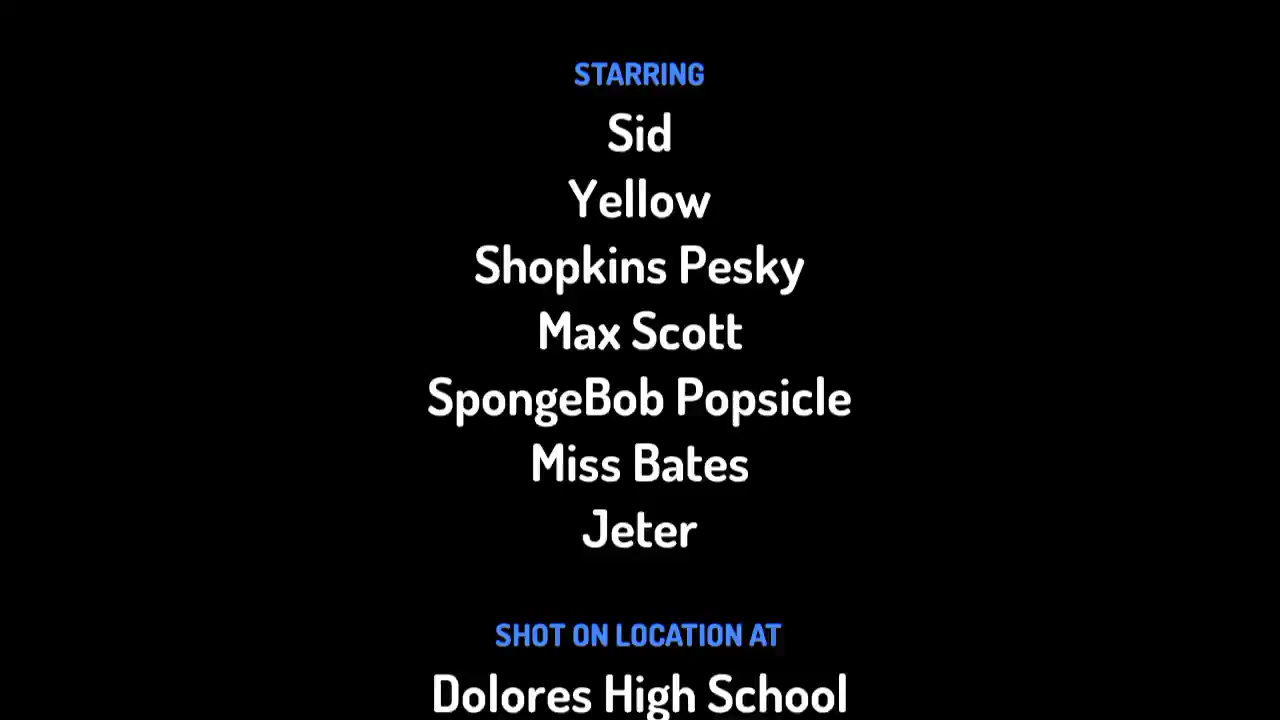 STARRING
Sid
Yellow
Shopkins Pesky
Max Scott
SpongeBob Popsicle
Miss Bates
Jeter
SHOT ON LOCATION AT
Dolores High School